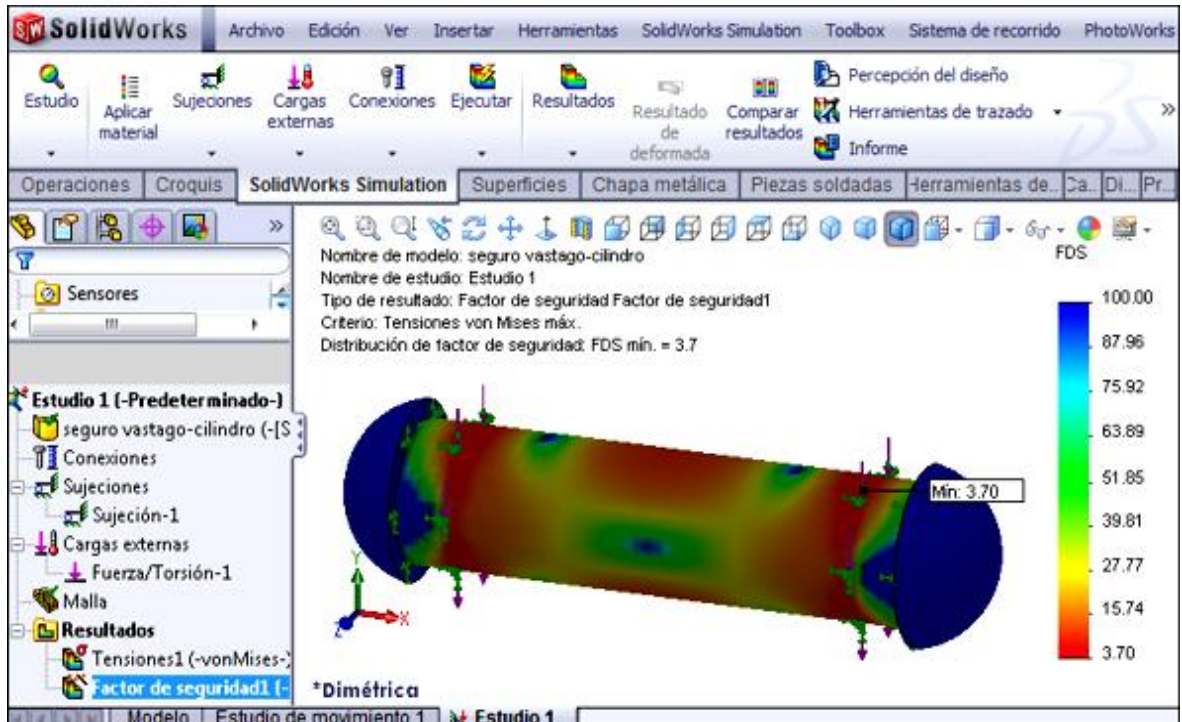 SolidWorks
Archivo Edición Ver Insertar Herramientas SolidWorks Simulation Toolbox Sistema de recorrido PhotoWorks
Estudio
Aplicar material
Sujeciones
Cargas externas
Conexiones
Ejecutar
Resultados
Resultado de deformada
Comparar resultados
Percepción del diseño
Herramientas de trazado
Informe
Operaciones Croquis SolidWorks Simulation Superficies Chapa metálica Piezas soldadas Herramientas de... Ca... Di... Pr...
Sensores
Estudio 1 (-Predeterminado-)
seguro vastago-cilindro (-[S
Conexiones
Sujeciones
Sujeción-1
Cargas externas
Fuerza/Torsión-1
Malla
Resultados
Tensiones1 (-vonMises-)
Factor de seguridad1 (-
Nombre de modelo: seguro vastago-cilindro
Nombre de estudio: Estudio 1
Tipo de resultado: Factor de seguridad Factor de seguridad1
Criterio: Tensiones von Mises máx.
Distribución de factor de seguridad: FDS mín. = 3.7
FDS
100.00
87.96
75.92
63.89
51.85
39.81
27.77
15.74
3.70
Mín: 3.70
Y
X
Z
*Dimétrica
Modelo Estudio de movimiento 1 Estudio 1